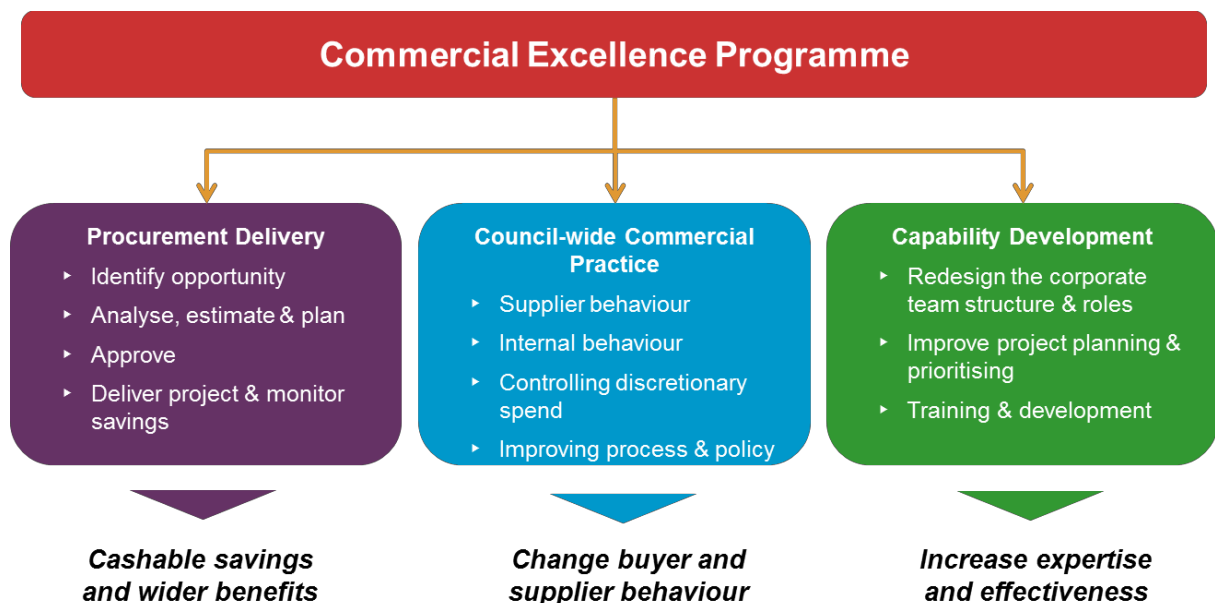 Commercial Excellence Programme
Procurement Delivery
‣ Identify opportunity
‣ Analyse, estimate & plan
‣ Approve
‣ Deliver project & monitor
savings
Council-wide Commercial
Practice
‣ Supplier behaviour
‣ Internal behaviour
‣ Controlling discretionary
spend
‣ Improving process & policy
Capability Development
‣ Redesign the corporate
team structure & roles
‣ Improve project planning &
prioritising
‣ Training & development
Cashable savings
and wider benefits
Change buyer and
supplier behaviour
Increase expertise
and effectiveness